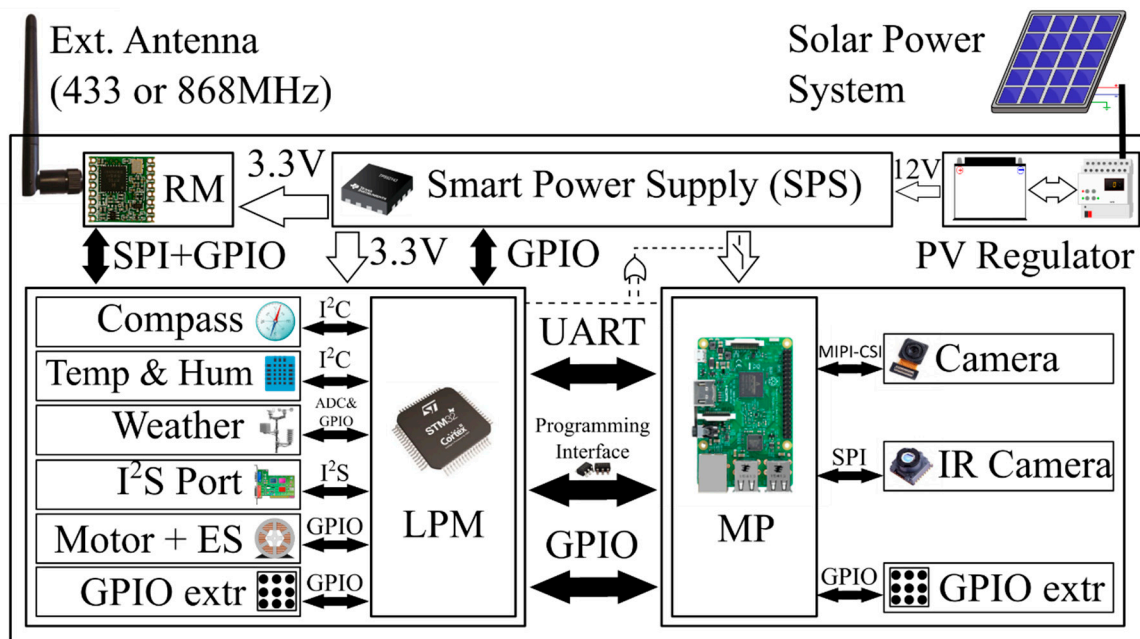 Ext. Antenna
(433 or 868MHz)
Solar Power
System
RM
3.3V
Smart Power Supply (SPS)
12V
PV Regulator
SPI+GPIO
3.3V
GPIO
Compass
I²C
Temp & Hum
I²C
Weather
ADC&
GPIO
I²S Port
I²S
Motor + ES
GPIO
GPIO extr
GPIO
STM32
Cortex
LPM
UART
Programming
Interface
GPIO
MP
MIPI-CSI
Camera
SPI
IR Camera
GPIO
GPIO extr